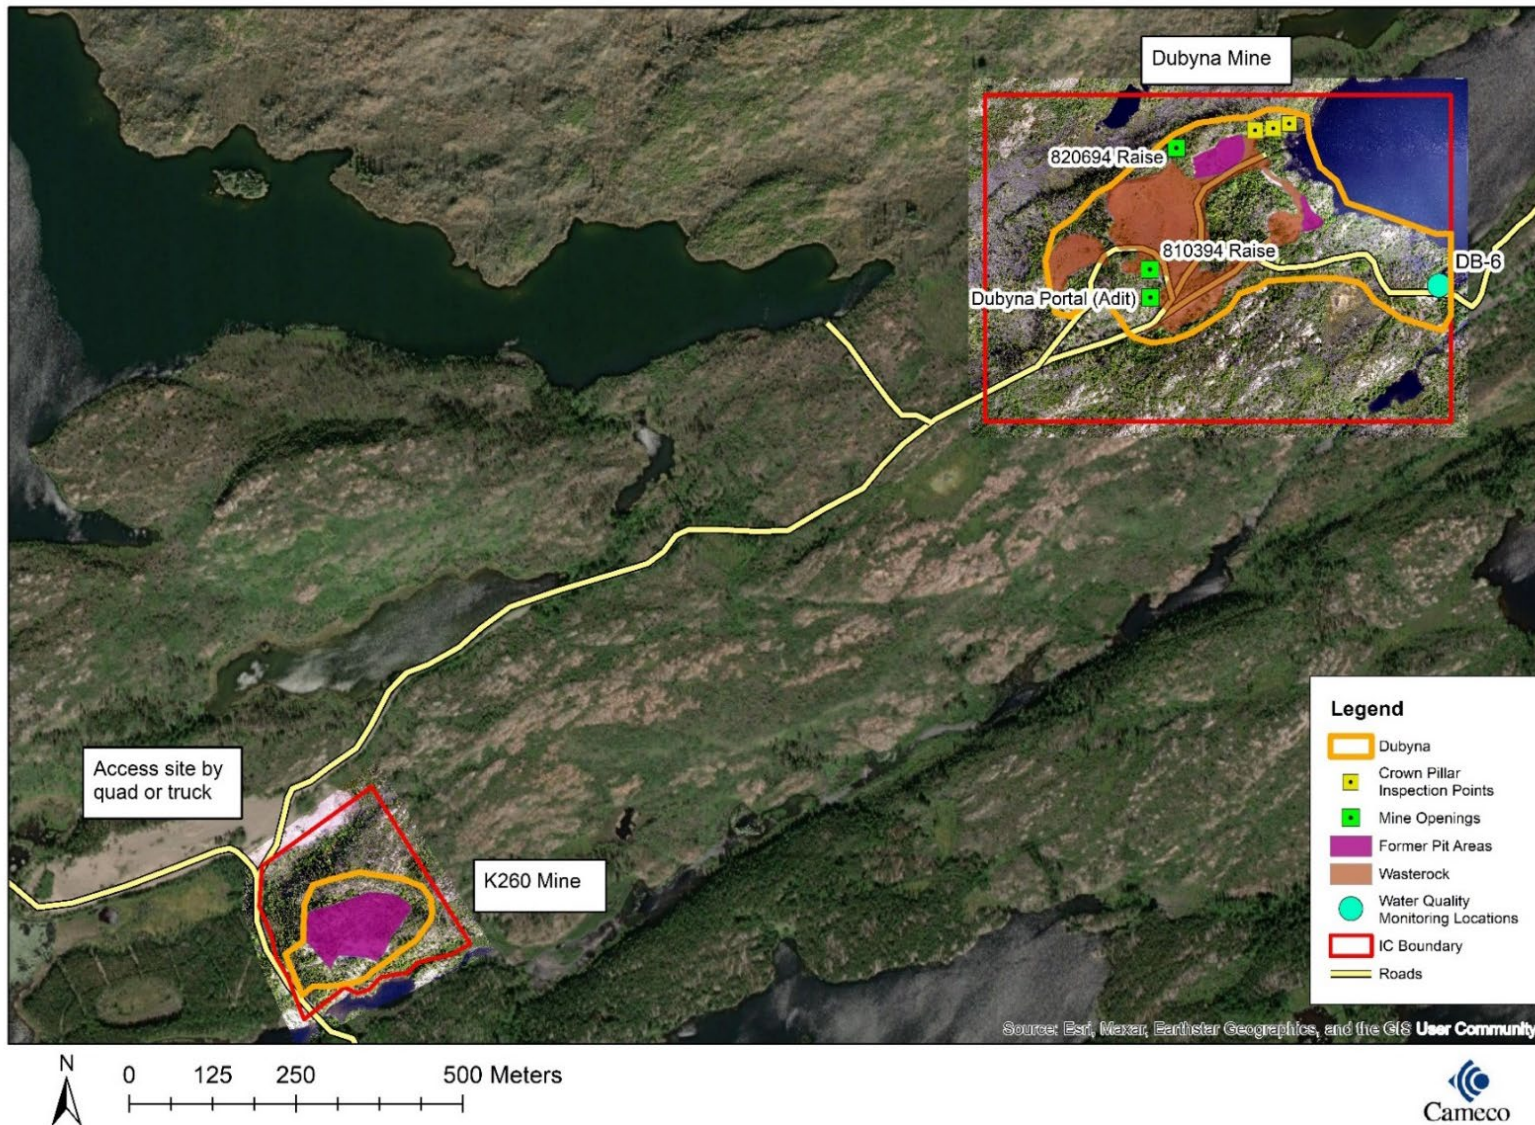 Dubyna Mine
820694 Raise
810394 Raise
DB-6
Dubyna Portal (Adit)
Access site by
quad or truck
K260 Mine
Legend
Dubyna
Crown Pillar
Inspection Points
Mine Openings
Former Pit Areas
Wasterock
Water Quality
Monitoring Locations
IC Boundary
Roads
Source: Esri, Maxar, Earthstar Geographics, and the GIS User Community
N
0 125 250 500 Meters
Cameco